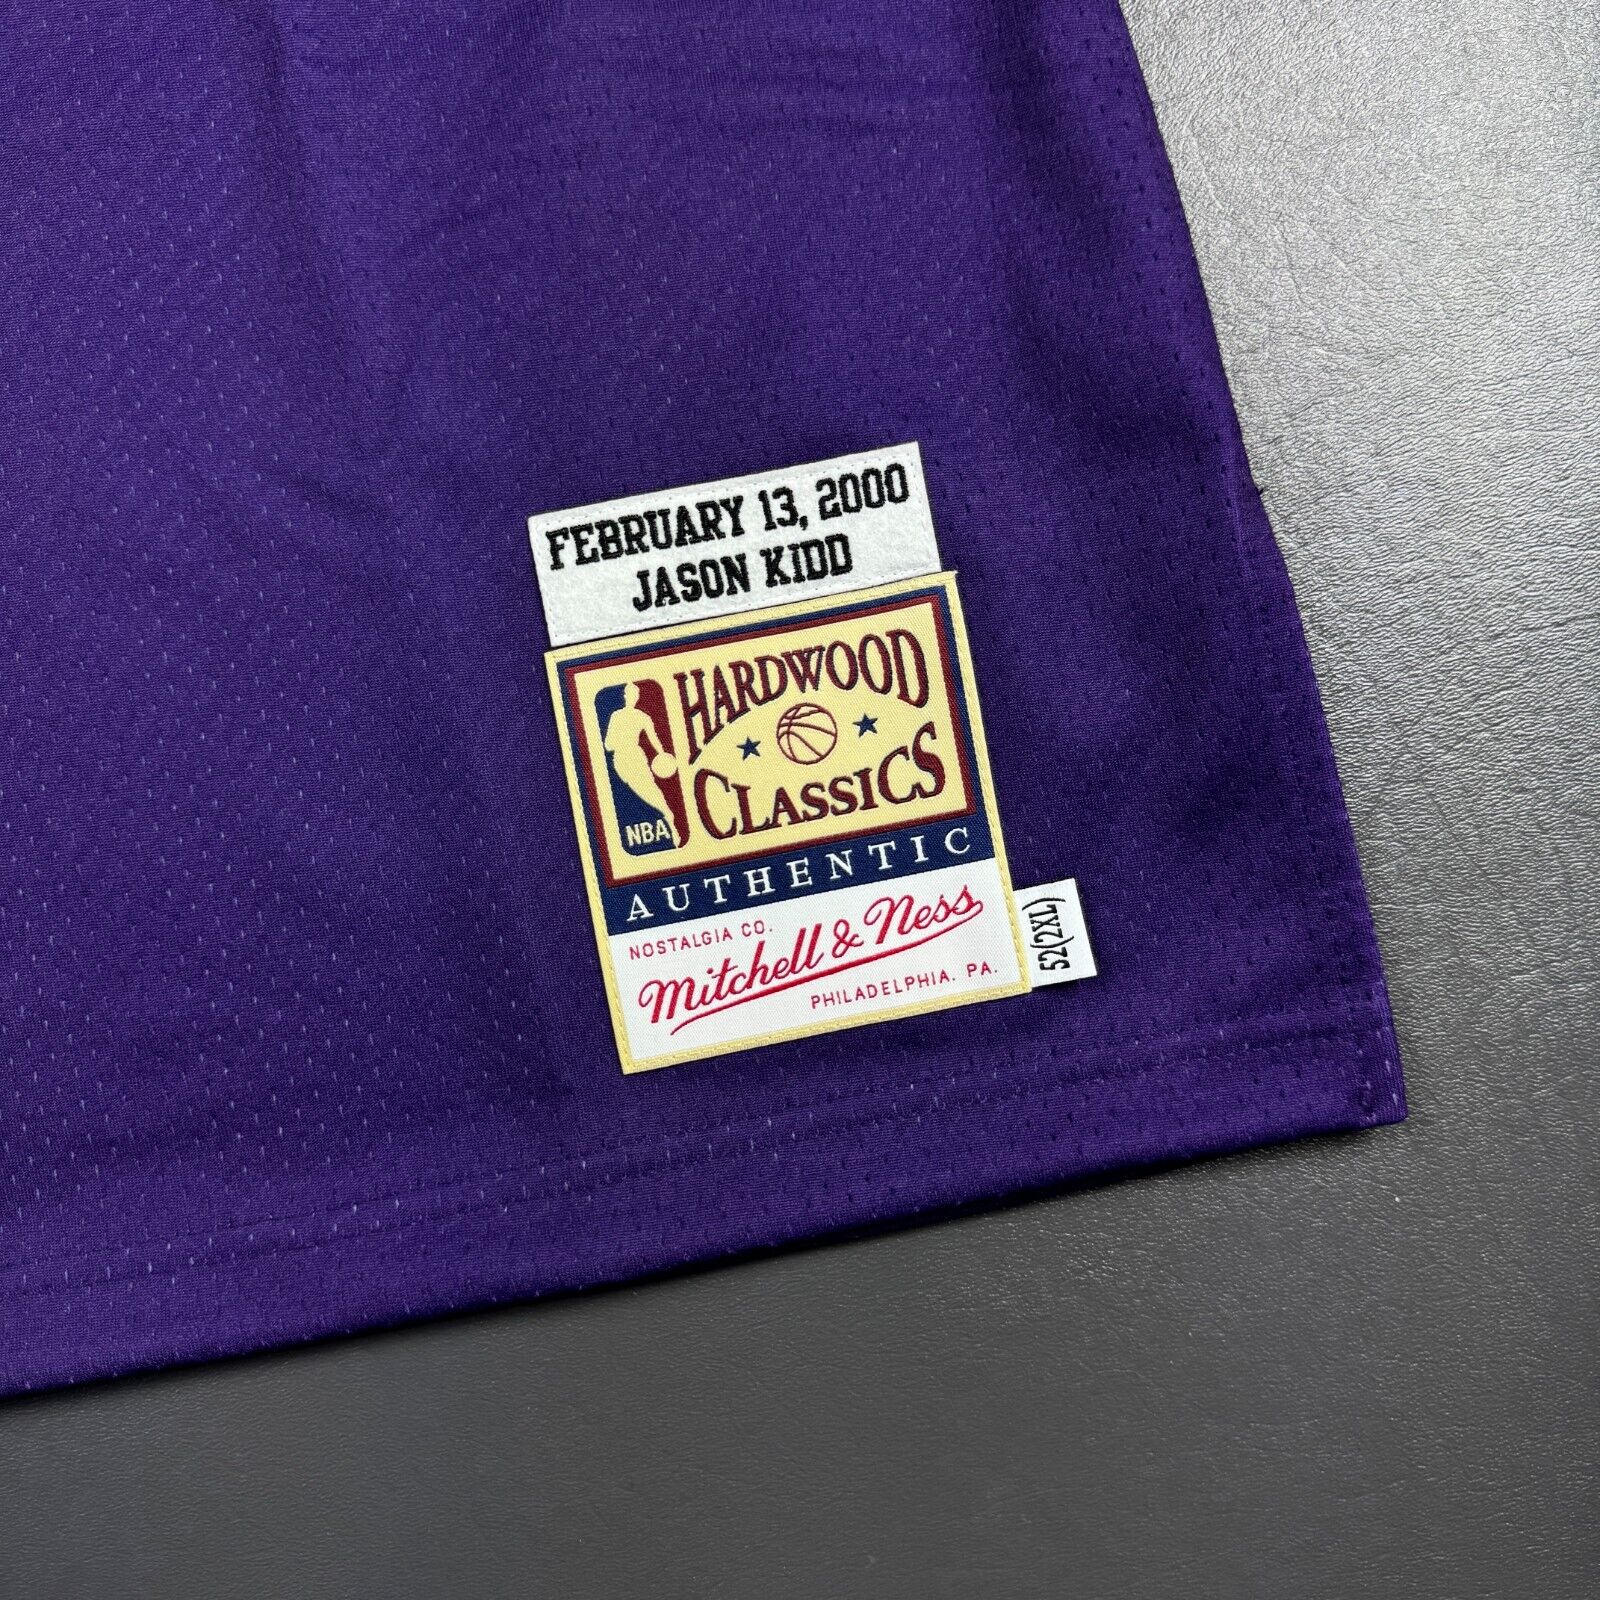 FEBRUARY 13, 2000
JASON KIDD
HARDWOOD
CLASSICS
NBA
AUTHENTIC
NOSTALGIA CO.
Mitchell & Ness
PHILADELPHIA. PA.
52(2XL)